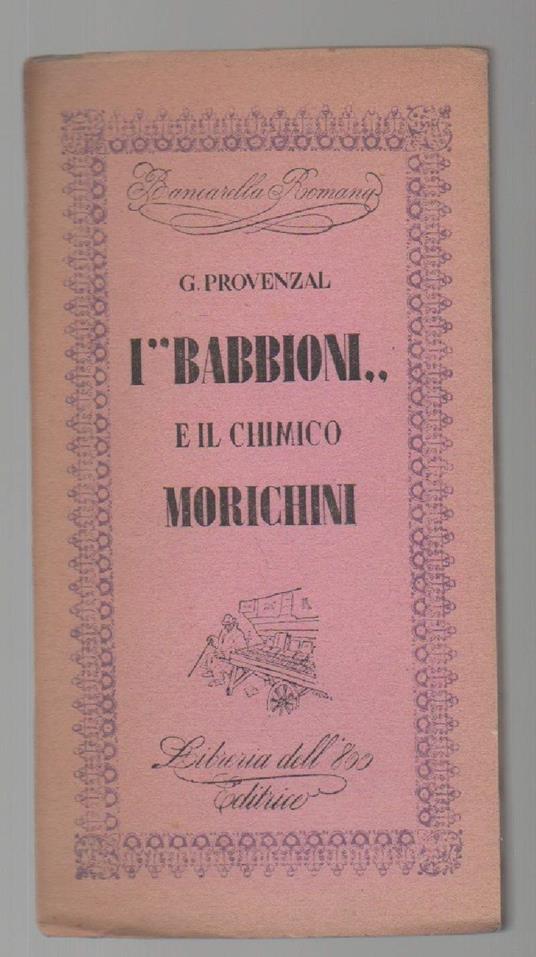 Bancarella Romana
G. PROVENZAL
I "BABBIONI„
E IL CHIMICO
MORICHINI
Libreria dell'800
Editrice